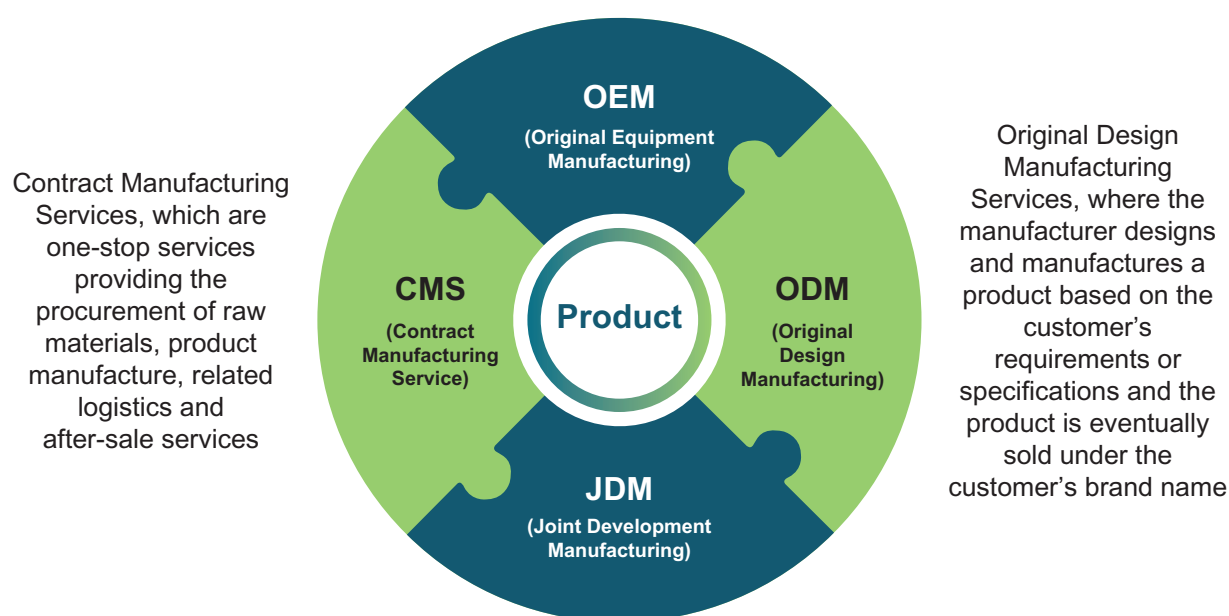 OEM
(Original Equipment
Manufacturing)
Contract Manufacturing
Services, which are
one-stop services
providing the
procurement of raw
materials, product
manufacture, related
logistics and
after-sale services
CMS
(Contract
Manufacturing
Service)
Product
ODM
(Original
Design
Manufacturing)
Original Design
Manufacturing
Services, where the
manufacturer designs
and manufactures a
product based on the
customer’s
requirements or
specifications and the
product is eventually
sold under the
customer’s brand name
JDM
(Joint Development
Manufacturing)